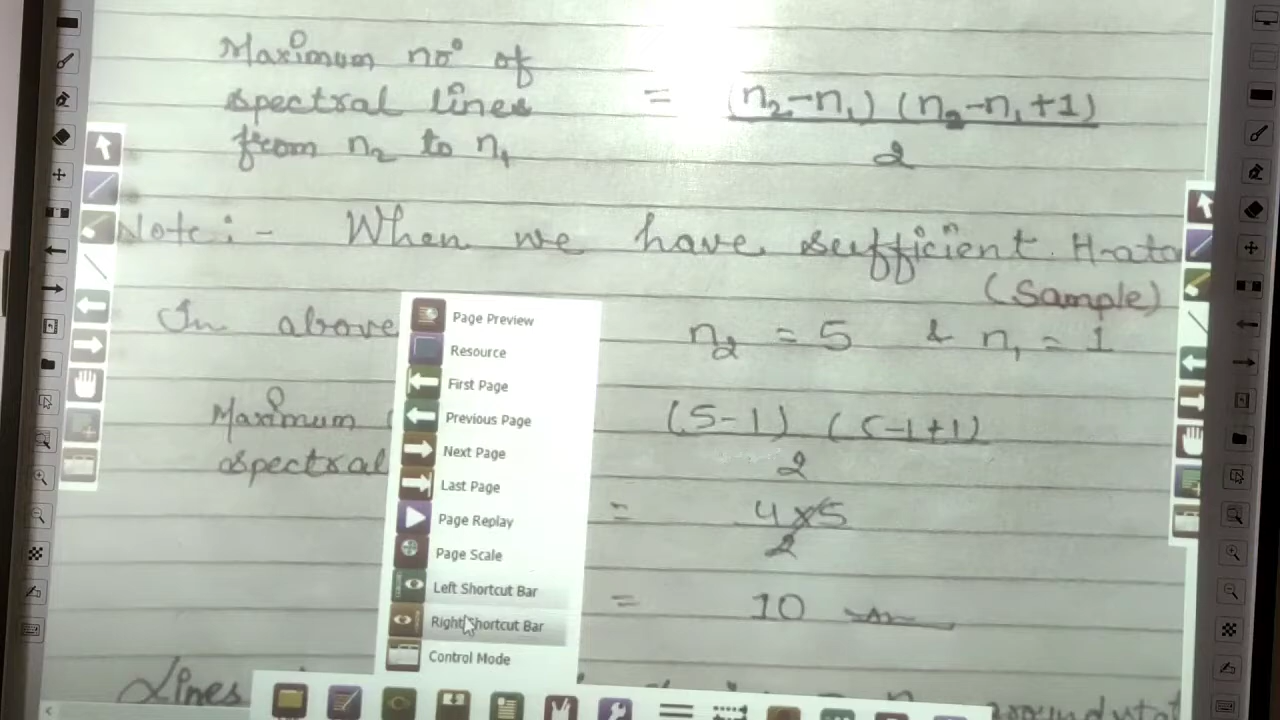 Maximum no° of
spectral lines = (n₂-n₁) (n₂-n₁+1)
from n₂ to n₁ 2
Note:- When we have sufficient H-ato
(Sample)
In above n₂ = 5 & n₁ = 1
Maximum (5-1) (5-1+1)
spectral 2
= 4x5
2
= 10
Lines
Page Preview
Resource
First Page
Previous Page
Next Page
Last Page
Page Replay
Page Scale
Left Shortcut Bar
Right Shortcut Bar
Control Mode